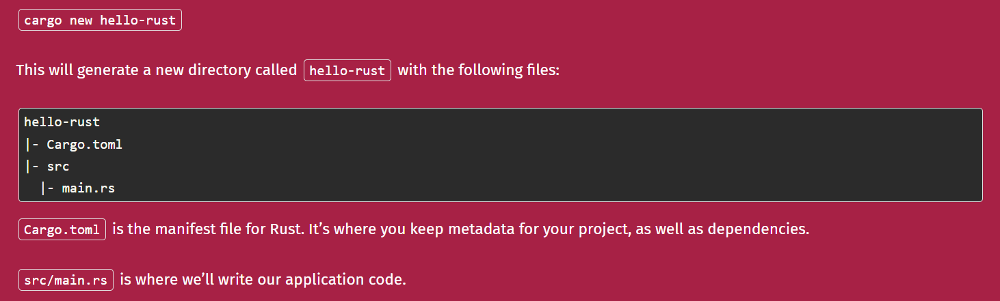 cargo new hello-rust
This will generate a new directory called hello-rust with the following files:
hello-rust
|- Cargo.toml
|- src
  |- main.rs
Cargo.toml is the manifest file for Rust. It’s where you keep metadata for your project, as well as dependencies.
src/main.rs is where we’ll write our application code.